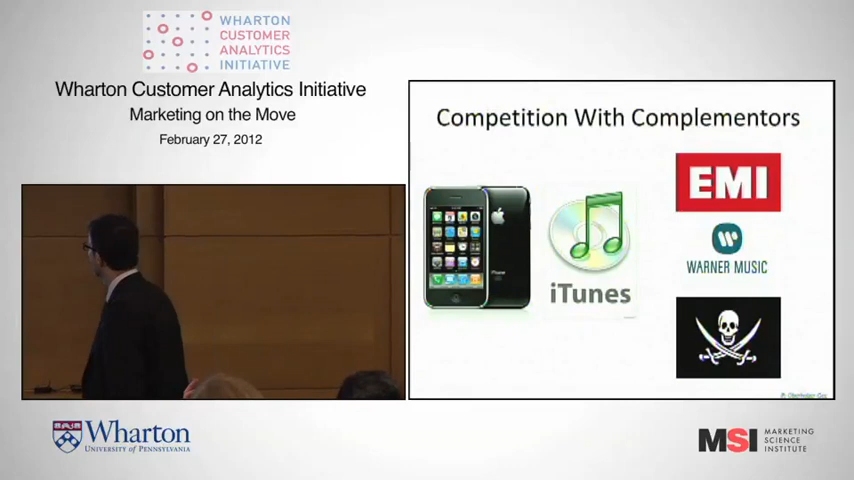 WHARTON
CUSTOMER
ANALYTICS
INITIATIVE
Wharton Customer Analytics Initiative
Marketing on the Move
February 27, 2012
Competition With Complementors
iTunes
EMI
WARNER MUSIC
Wharton
UNIVERSITY of PENNSYLVANIA
MSI
MARKETING
SCIENCE
INSTITUTE